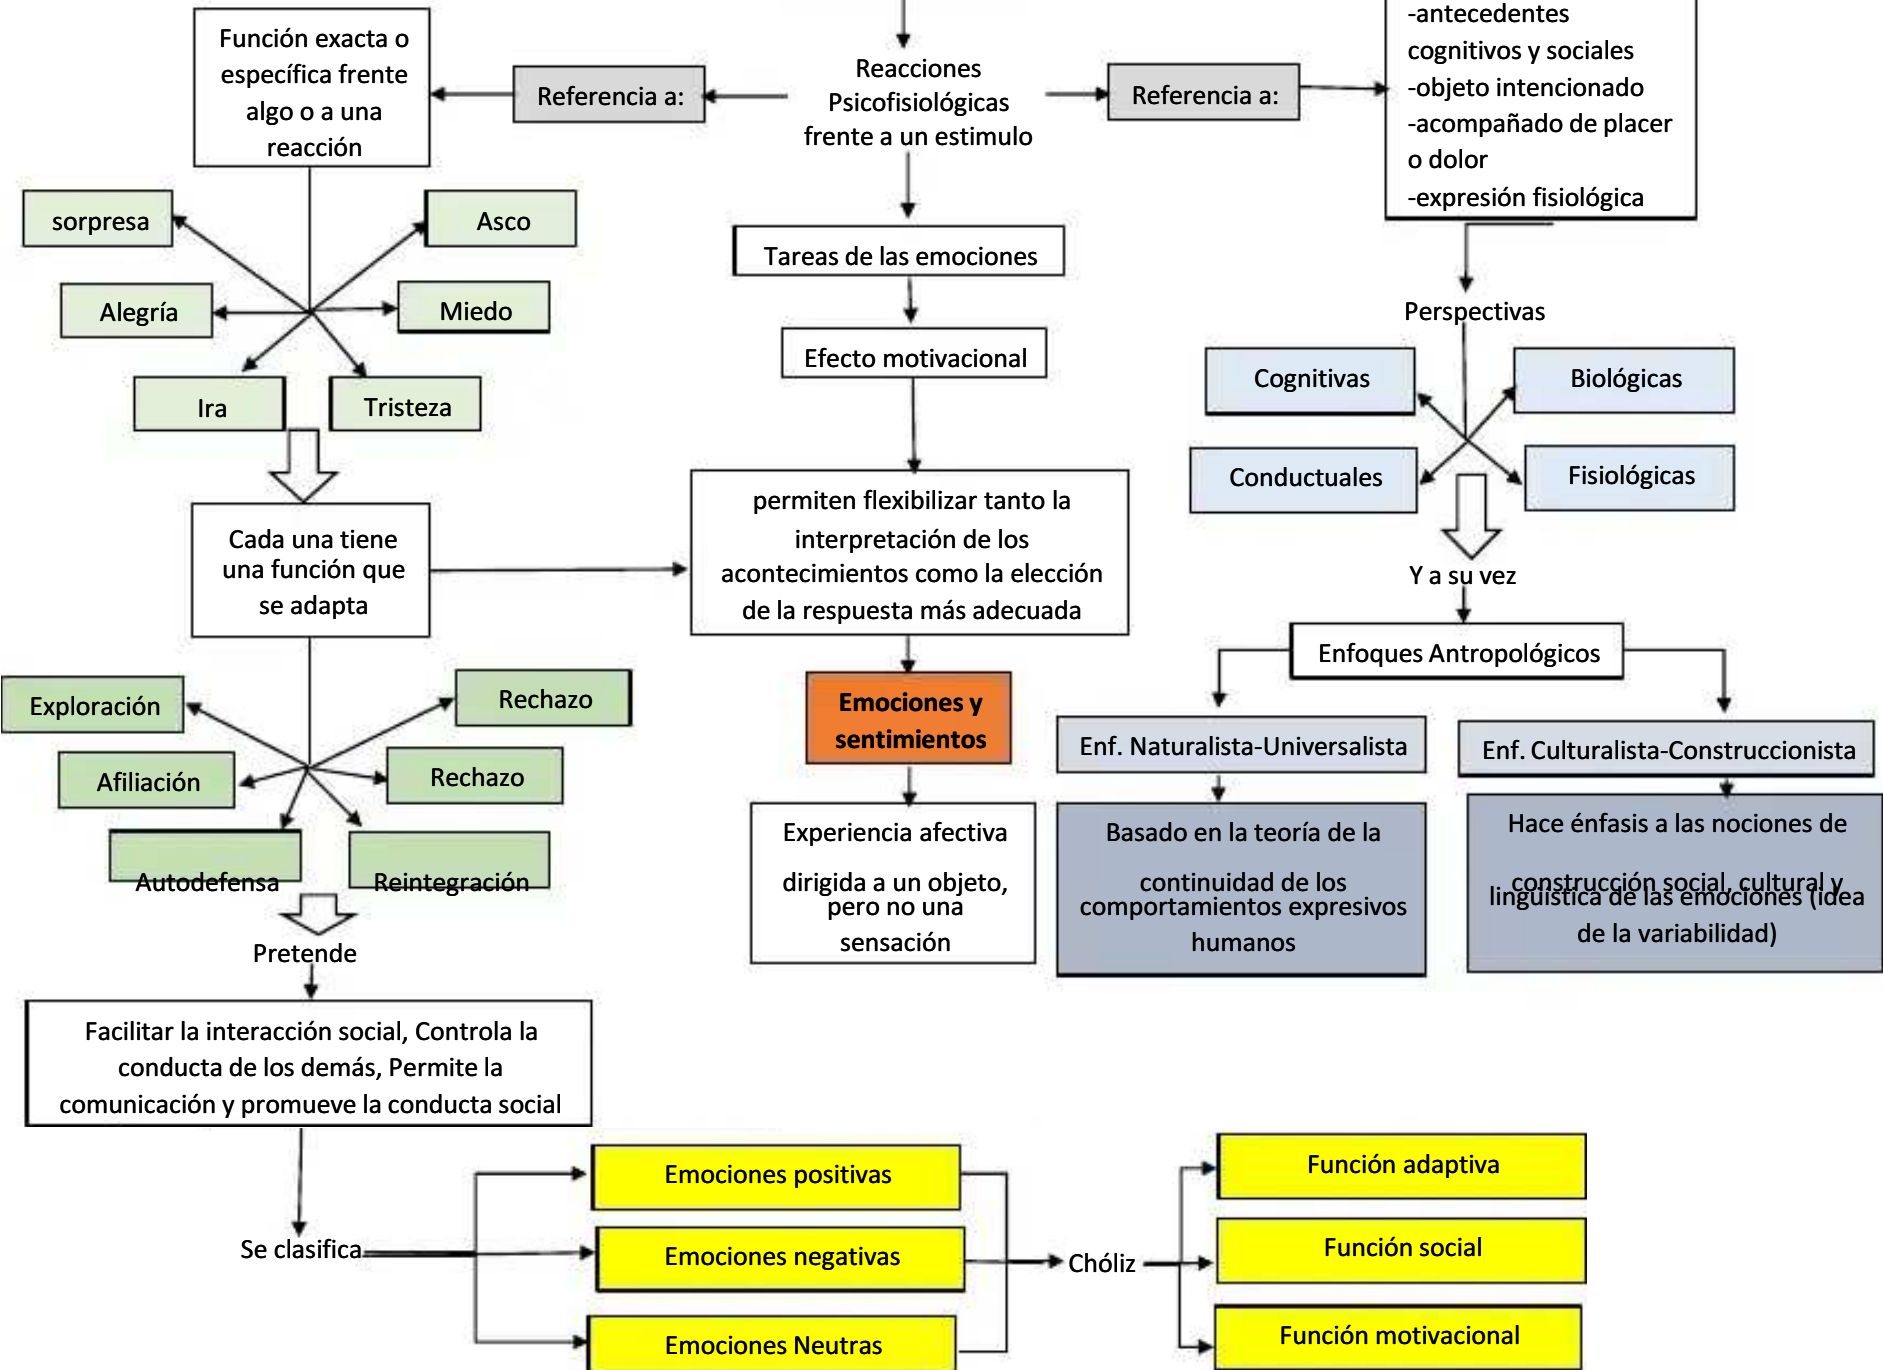 Función exacta o
específica frente
algo o a una
reacción
Referencia a:
Reacciones
Psicofisiológicas
frente a un estimulo
Referencia a:
-antecedentes
cognitivos y sociales
-objeto intencionado
-acompañado de placer
o dolor
-expresión fisiológica
sorpresa
Asco
Alegría
Miedo
Ira
Tristeza
Tareas de las emociones
Efecto motivacional
Perspectivas
Cognitivas
Biológicas
Conductuales
Fisiológicas
Cada una tiene
una función que
se adapta
permiten flexibilizar tanto la
interpretación de los
acontecimientos como la elección
de la respuesta más adecuada
Y a su vez
Enfoques Antropológicos
Exploración
Rechazo
Afiliación
Rechazo
Autodefensa
Reintegración
Emociones y
sentimientos
Enf. Naturalista-Universalista
Enf. Culturalista-Construccionista
Experiencia afectiva
dirigida a un objeto,
pero no una
sensación
Basado en la teoría de la
continuidad de los
comportamientos expresivos
humanos
Hace énfasis a las nociones de
construcción social, cultural y
lingüística de las emociones (idea
de la variabilidad)
Pretende
Facilitar la interacción social, Controla la
conducta de los demás, Permite la
comunicación y promueve la conducta social
Se clasifica
Emociones positivas
Emociones negativas
Emociones Neutras
Chóliz
Función adaptiva
Función social
Función motivacional